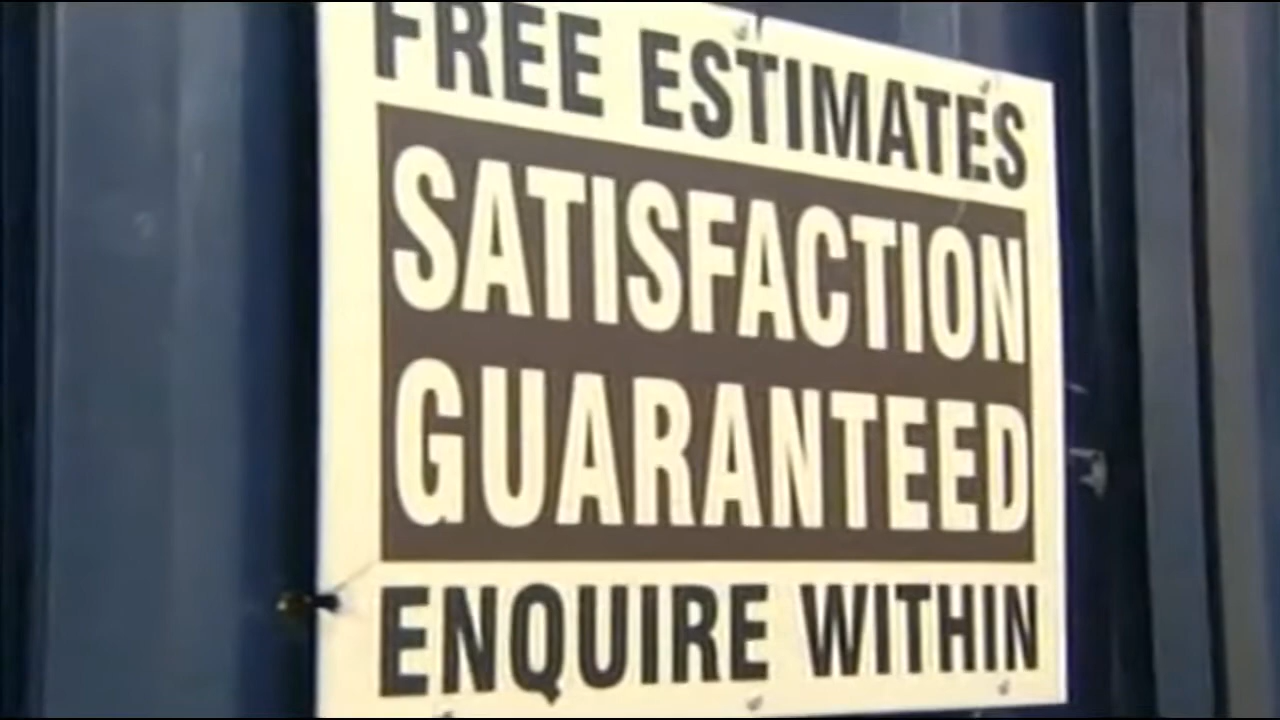 FREE ESTIMATES
SATISFACTION
GUARANTEED
ENQUIRE WITHIN